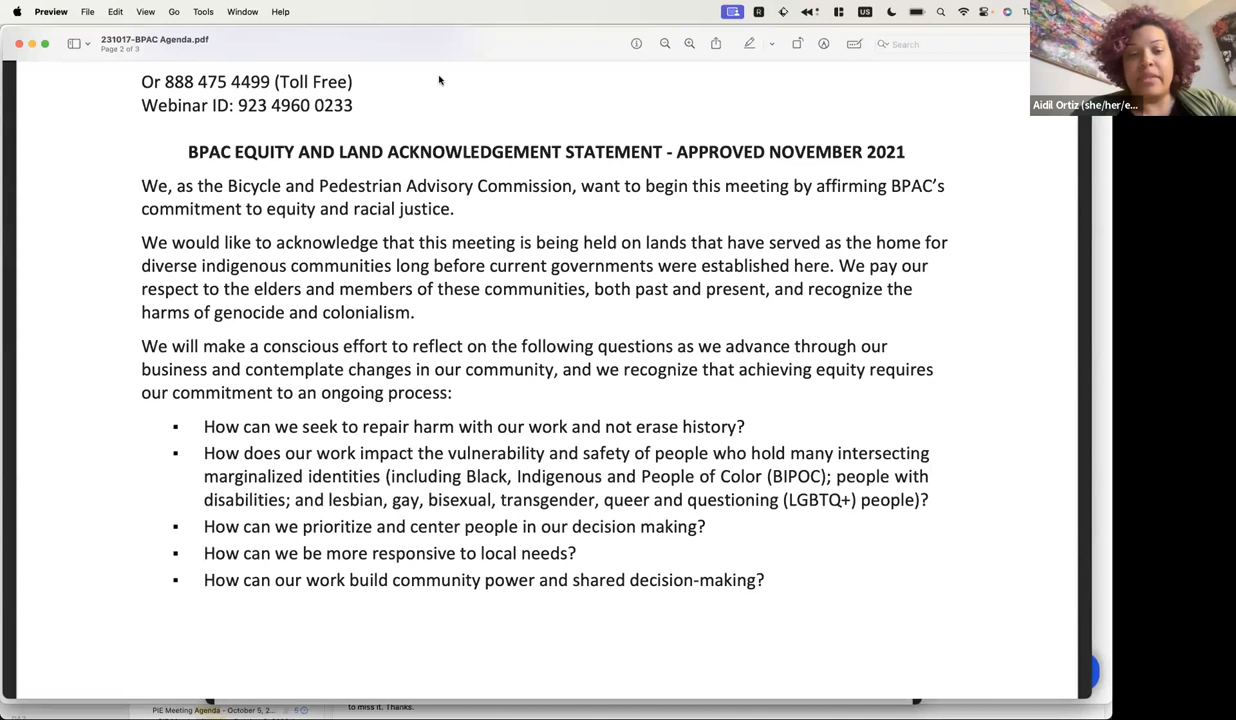 Preview File Edit View Go Tools Window Help
R US
231017-BPAC Agenda.pdf
Page 2 of 3
Search
Aidil Ortiz (she/her/e...
Or 888 475 4499 (Toll Free)
Webinar ID: 923 4960 0233
BPAC EQUITY AND LAND ACKNOWLEDGEMENT STATEMENT - APPROVED NOVEMBER 2021
We, as the Bicycle and Pedestrian Advisory Commission, want to begin this meeting by affirming BPAC’s
commitment to equity and racial justice.
We would like to acknowledge that this meeting is being held on lands that have served as the home for
diverse indigenous communities long before current governments were established here. We pay our
respect to the elders and members of these communities, both past and present, and recognize the
harms of genocide and colonialism.
We will make a conscious effort to reflect on the following questions as we advance through our
business and contemplate changes in our community, and we recognize that achieving equity requires
our commitment to an ongoing process:
▪ How can we seek to repair harm with our work and not erase history?
▪ How does our work impact the vulnerability and safety of people who hold many intersecting
marginalized identities (including Black, Indigenous and People of Color (BIPOC); people with
disabilities; and lesbian, gay, bisexual, transgender, queer and questioning (LGBTQ+) people)?
▪ How can we prioritize and center people in our decision making?
▪ How can we be more responsive to local needs?
▪ How can our work build community power and shared decision-making?
PIE Meeting Agenda - October 5, 2... 5
to miss it. Thanks.